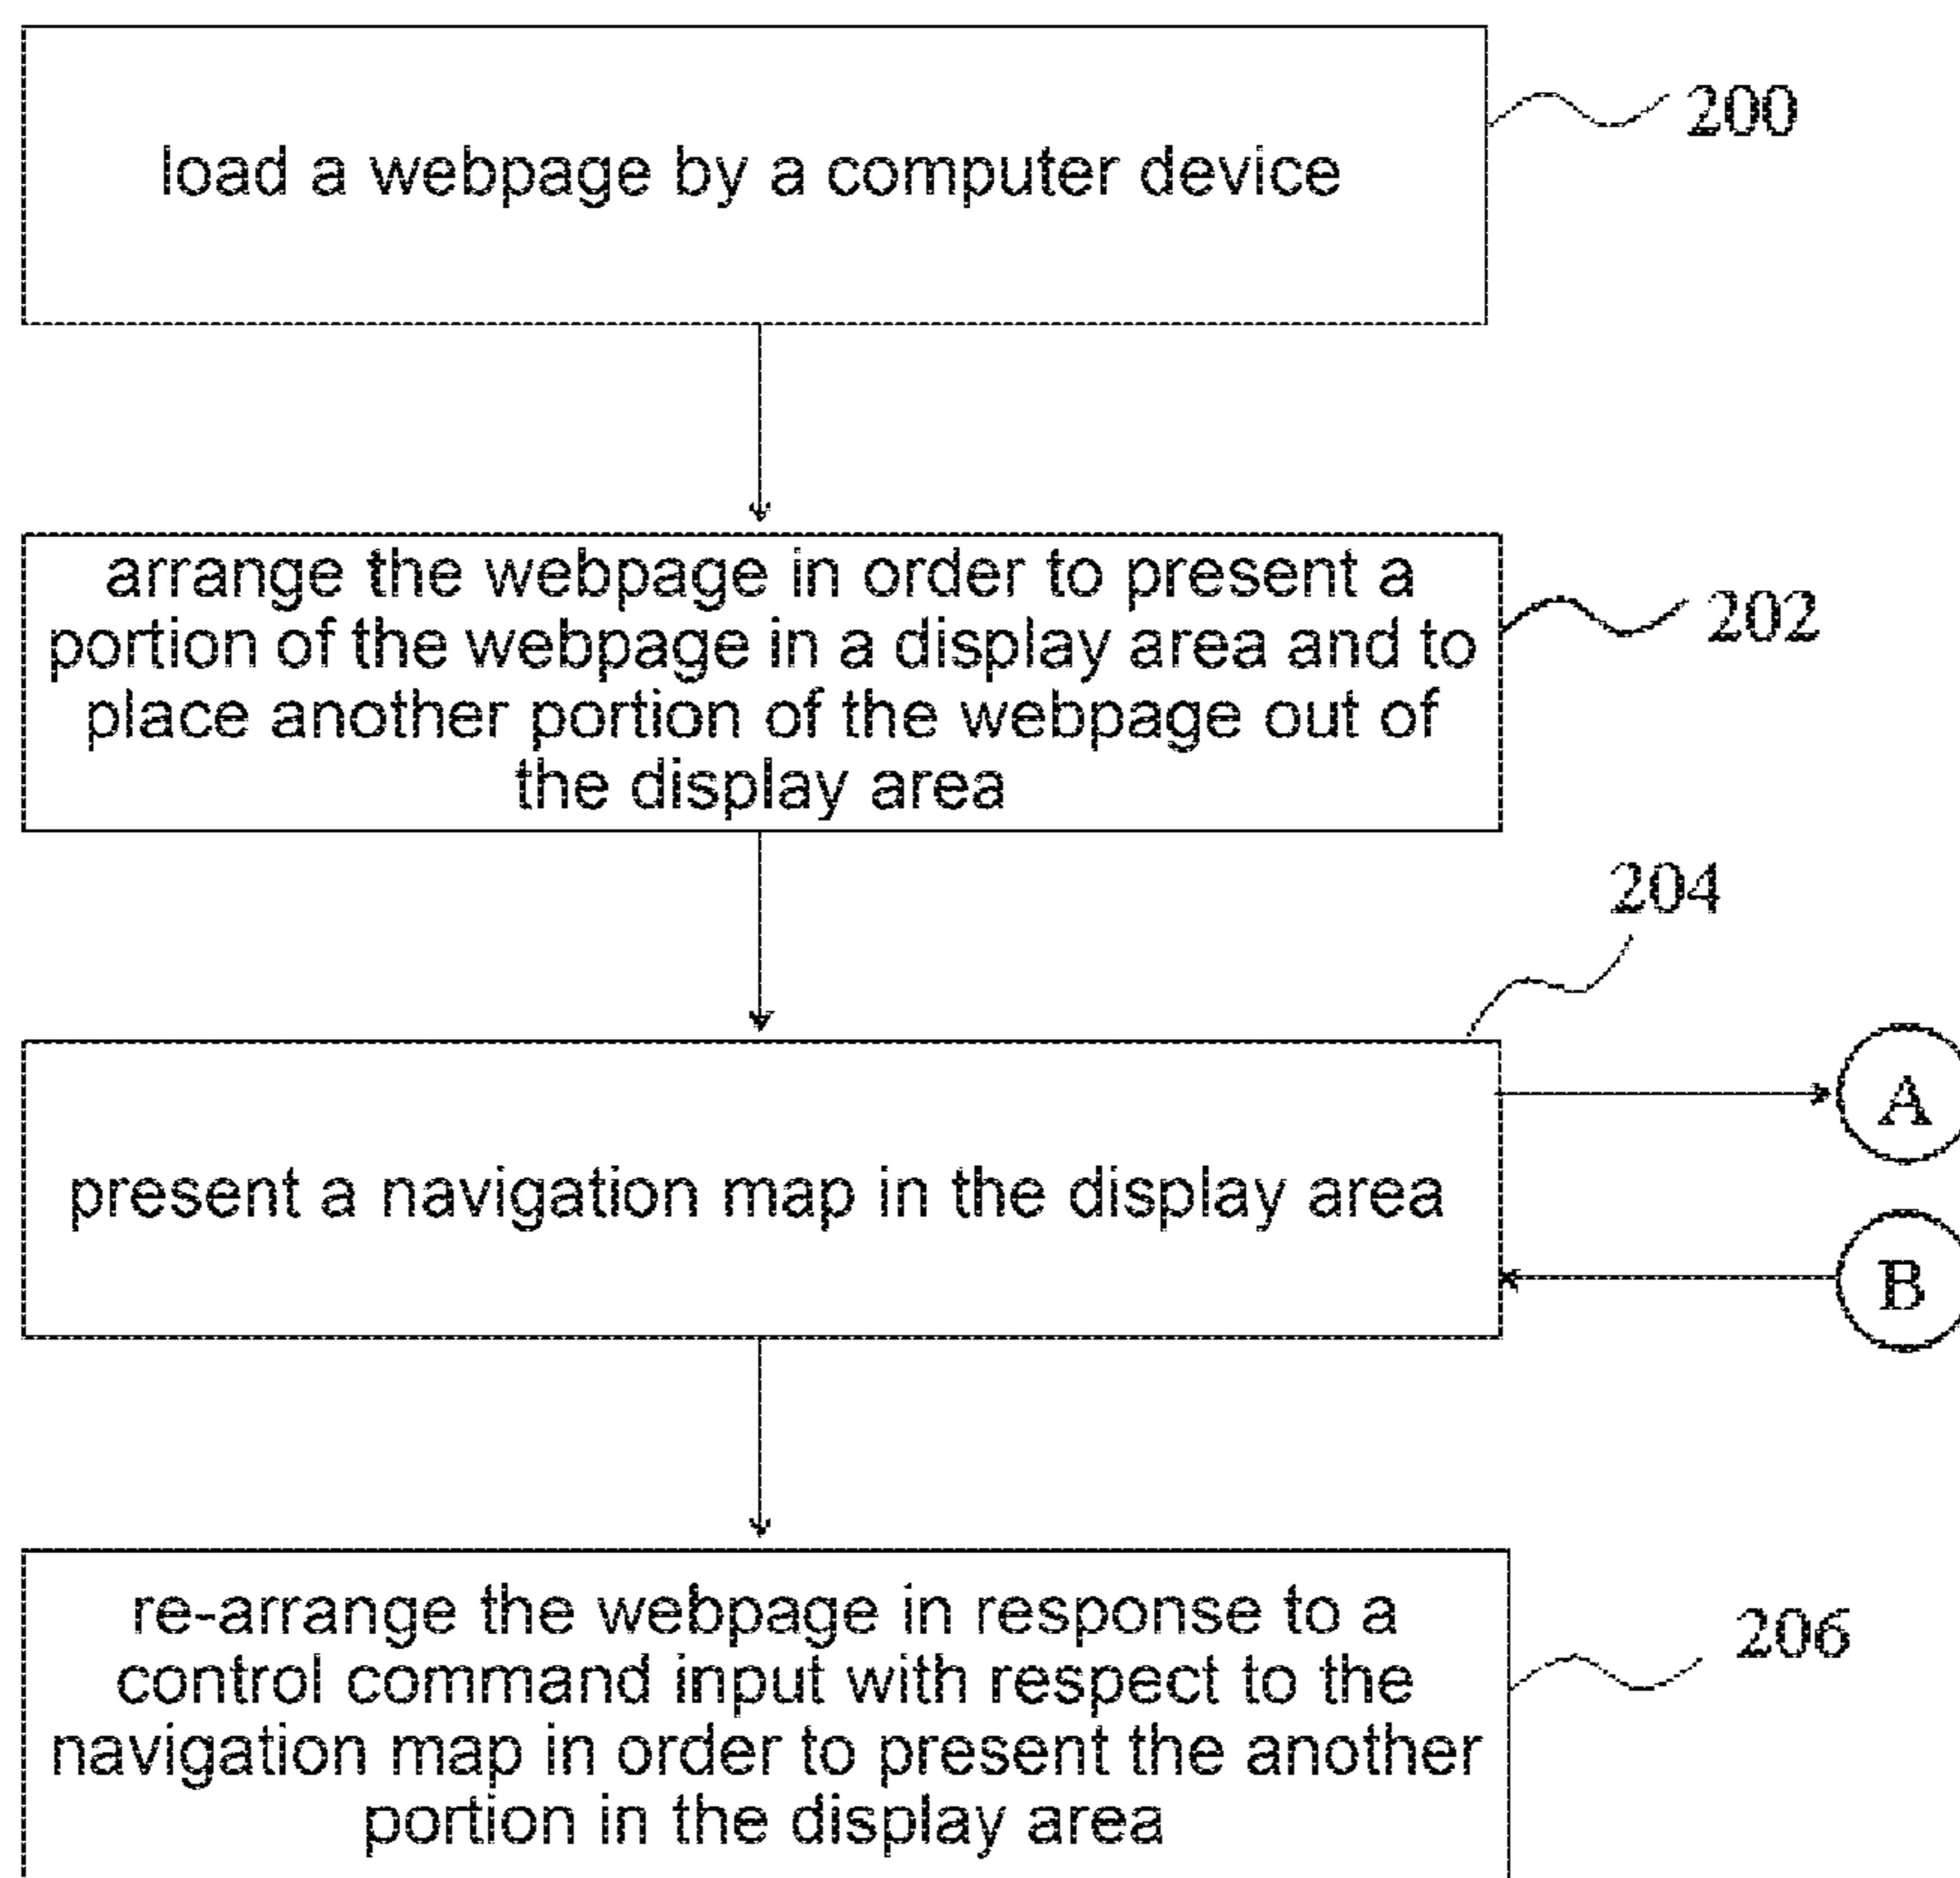 load a webpage by a computer device
200
arrange the webpage in order to present a
portion of the webpage in a display area and to
place another portion of the webpage out of
the display area
202
204
present a navigation map in the display area
A
B
re-arrange the webpage in response to a
control command input with respect to the
navigation map in order to present the another
portion in the display area
206